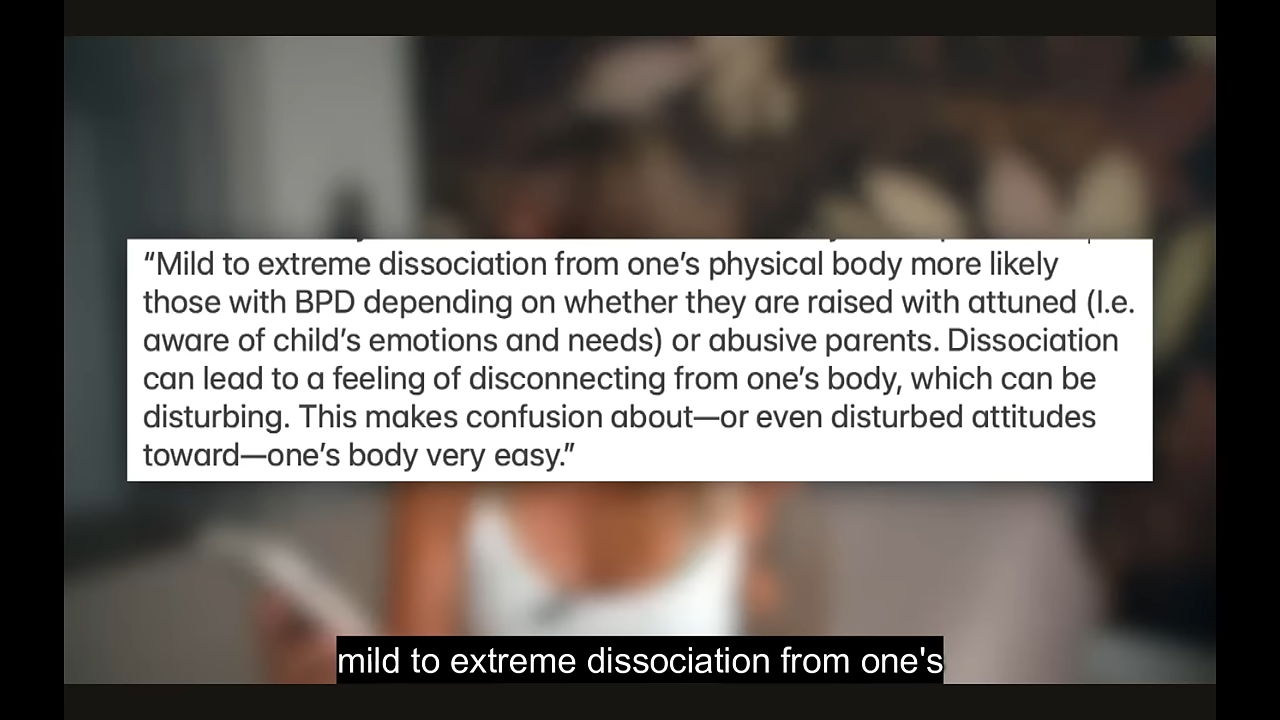 “Mild to extreme dissociation from one’s physical body more likely
those with BPD depending on whether they are raised with attuned (I.e.
aware of child’s emotions and needs) or abusive parents. Dissociation
can lead to a feeling of disconnecting from one’s body, which can be
disturbing. This makes confusion about—or even disturbed attitudes
toward—one’s body very easy.”
mild to extreme dissociation from one's